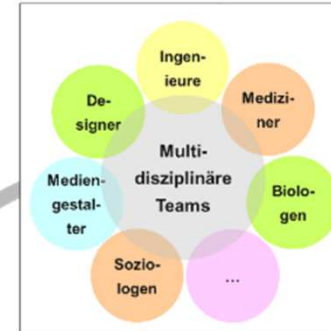 Ingen-
ieure
De-
signer
Medizi-
ner
Multi-
disziplinäre
Teams
Medien-
gestal-
ter
Biolo-
gen
Sozio-
logen
...